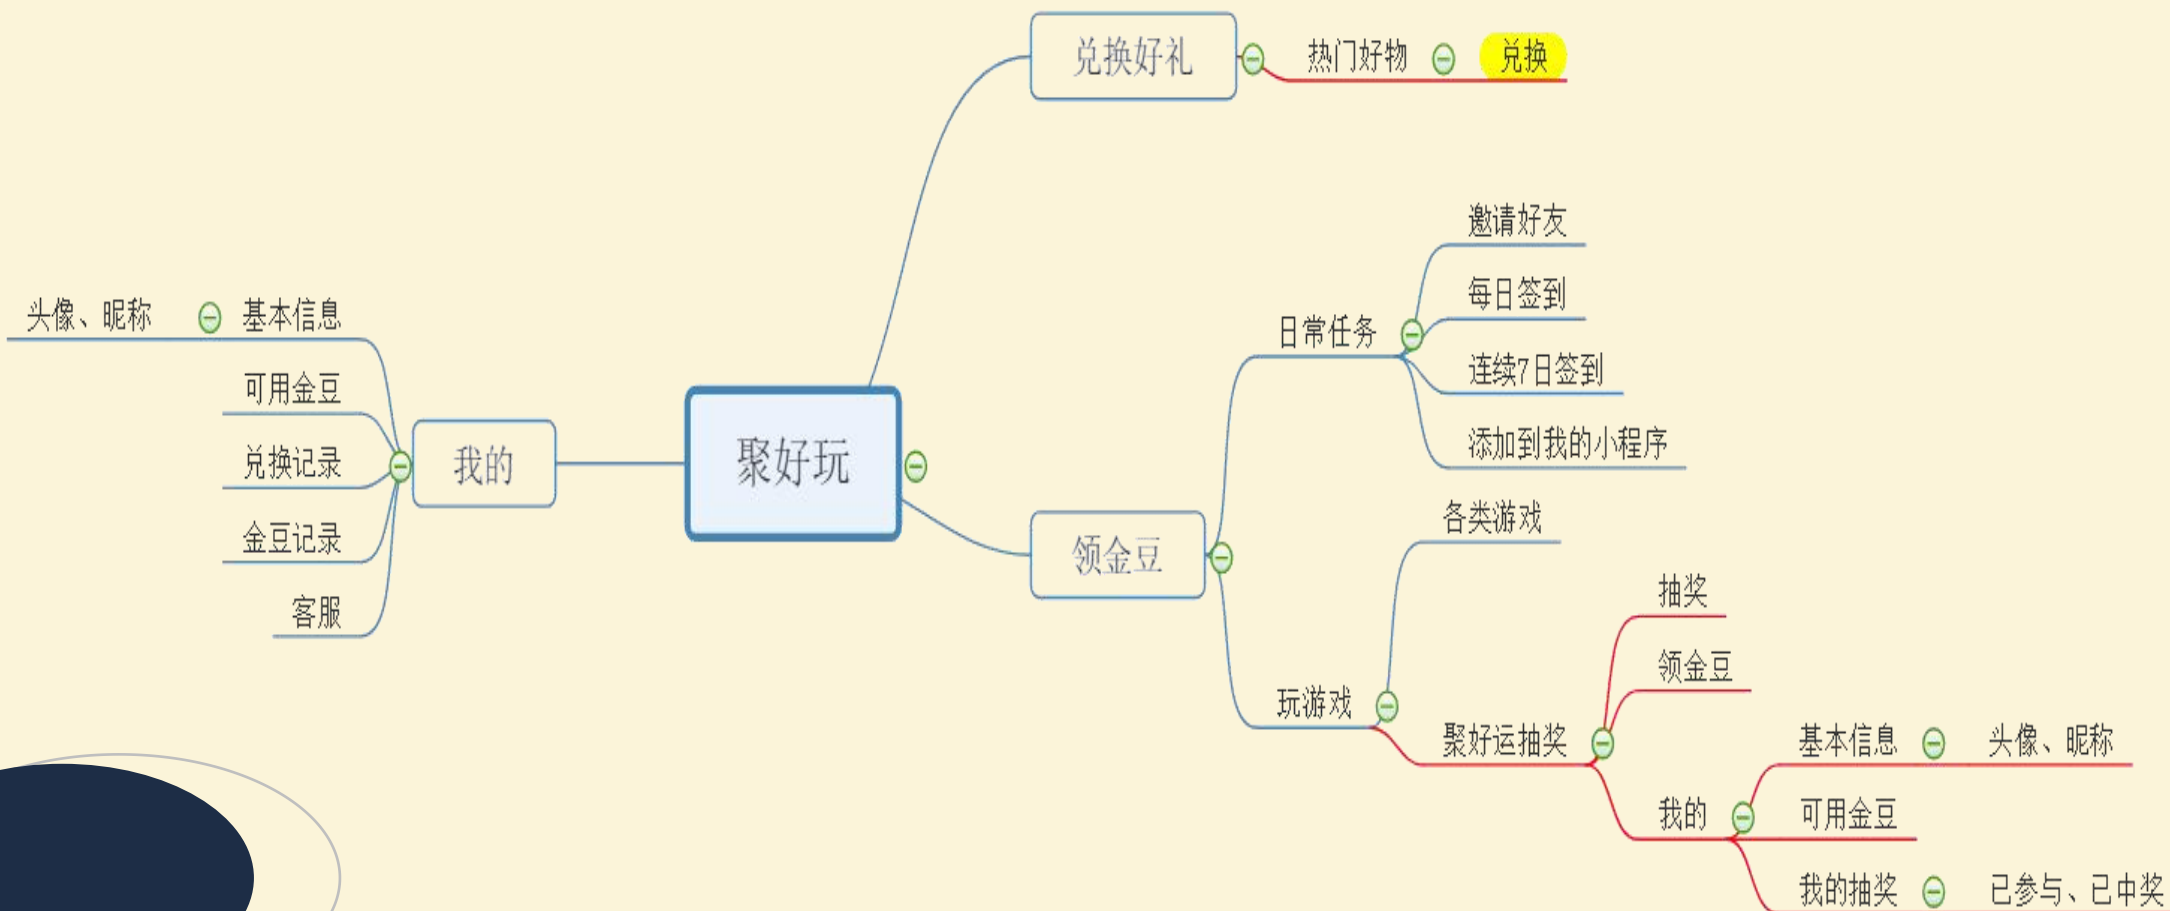 兑换好礼 热门好物 兑换
邀请好友
每日签到
日常任务
连续7日签到
添加到我的小程序
头像、昵称 基本信息
可用金豆
兑换记录
金豆记录
客服
我的
聚好玩
领金豆
各类游戏
玩游戏
抽奖
领金豆
聚好运抽奖
基本信息 头像、昵称
我的
可用金豆
我的抽奖 已参与、已中奖